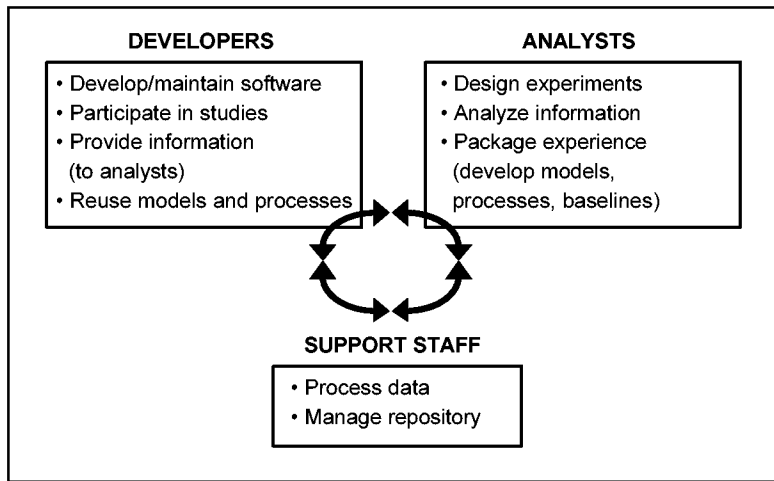 DEVELOPERS
• Develop/maintain software
• Participate in studies
• Provide information
(to analysts)
• Reuse models and processes
ANALYSTS
• Design experiments
• Analyze information
• Package experience
(develop models,
processes, baselines)
SUPPORT STAFF
• Process data
• Manage repository